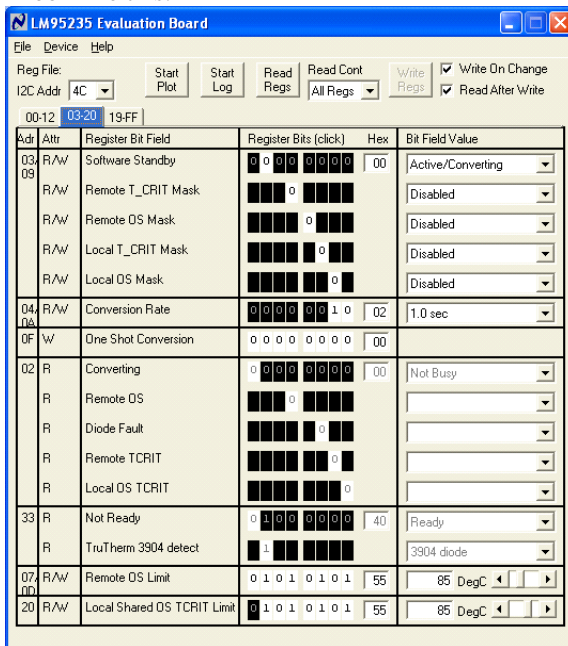 LM95235 Evaluation Board
File Device Help
Reg File:
I2C Addr 4C
Start Plot
Start Log
Read Regs
Read Cont
All Regs
Write Regs
Write On Change
Read After Write
00-12 03-20 19-FF
Adr Attr Register Bit Field Register Bits (click) Hex Bit Field Value
03/09 R/W Software Standby 0 0 0 0 0 0 0 0 00 Active/Converting
R/W Remote T_CRIT Mask 0 Disabled
R/W Remote OS Mask 0 Disabled
R/W Local T_CRIT Mask 0 Disabled
R/W Local OS Mask 0 Disabled
04/0A R/W Conversion Rate 0 0 0 0 0 0 1 0 02 1.0 sec
0F W One Shot Conversion 0 0 0 0 0 0 0 0 00
02 R Converting 0 0 0 0 0 0 0 0 00 Not Busy
R Remote OS 0
R Diode Fault 0
R Remote TCRIT 0
R Local OS TCRIT 0
33 R Not Ready 0 1 0 0 0 0 0 0 40 Ready
R TruTherm 3904 detect 1 3904 diode
07/0D R/W Remote OS Limit 0 1 0 1 0 1 0 1 55 85 DegC
20 R/W Local Shared OS TCRIT Limit 0 1 0 1 0 1 0 1 55 85 DegC